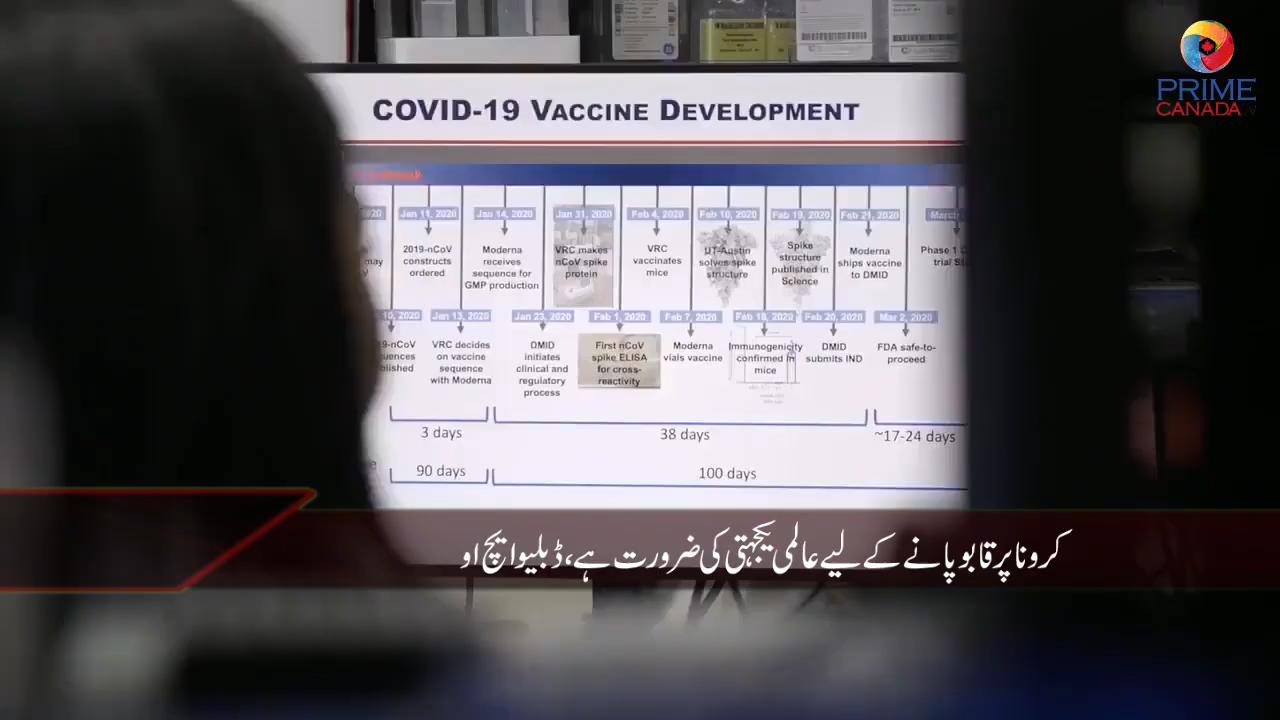 PRIME
CANADA TV
COVID-19 VACCINE DEVELOPMENT
Jan 11, 2020
2019-nCoV
constructs
ordered
Jan 14, 2020
Moderna
receives
sequence for
GMP production
Jan 31, 2020
VRC makes
nCoV spike
protein
Feb 4, 2020
VRC
vaccinates
mice
Feb 10, 2020
UT-Austin
solves spike
structure
Feb 19, 2020
Spike
structure
published in
Science
Feb 21, 2020
Moderna
ships vaccine
to DMID
March
Phase 1
trial
Jan 13, 2020
VRC decides
on vaccine
sequence
with Moderna
Jan 23, 2020
DMID
initiates
clinical and
regulatory
process
Feb 1, 2020
First nCoV
spike ELISA
for cross-
reactivity
Feb 7, 2020
Moderna
vials vaccine
Feb 18, 2020
Immunogenicity
confirmed in
mice
Feb 20, 2020
DMID
submits IND
Mar 2, 2020
FDA safe-to-
proceed
3 days
38 days
~17-24 days
90 days
100 days
کرونا پر قابو پانے کے لیے عالمی یکجہتی کی ضرورت ہے، ڈبلیو ایچ او